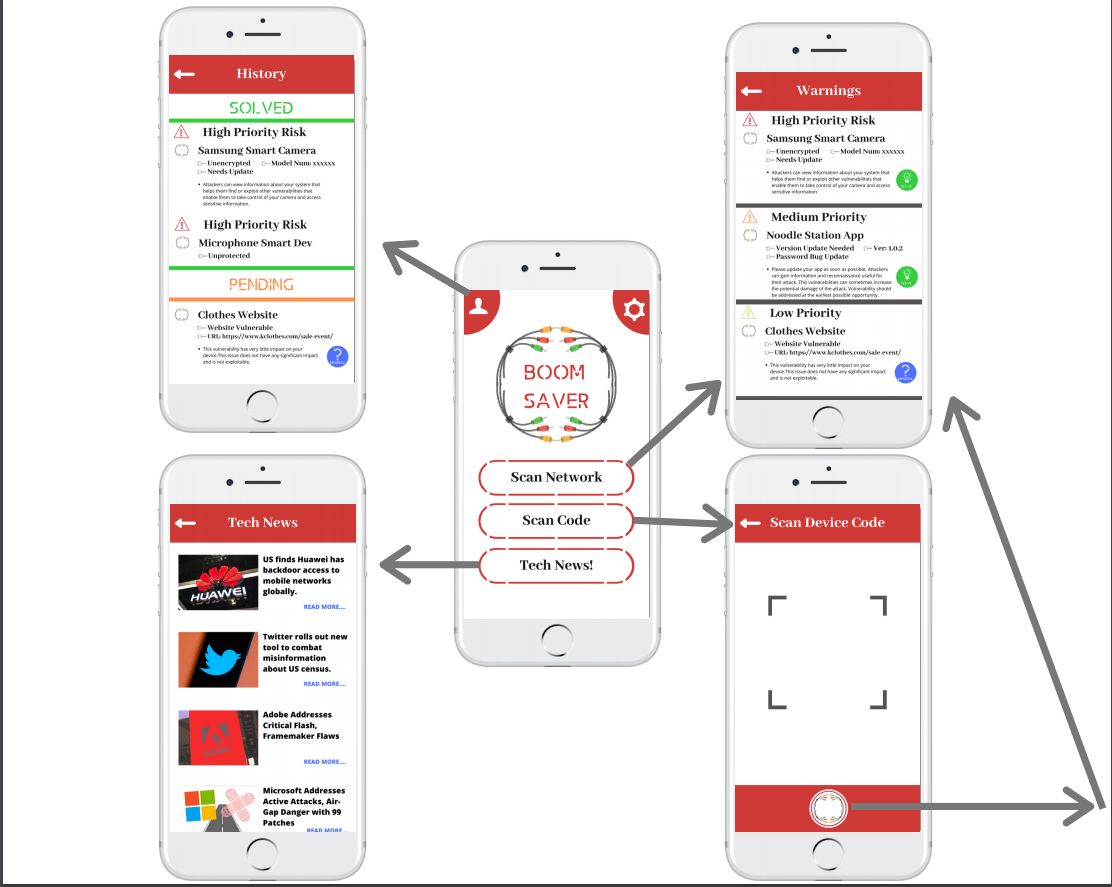 History
SOLVED
High Priority Risk
Samsung Smart Camera
Unencrypted Model Num: xxxxxx
Needs Update
Attackers can view information about your system that
helps them find or exploit other vulnerabilities that
enable them to take control of your camera and access
sensitive information.
High Priority Risk
Microphone Smart Dev
Unprotected
PENDING
Clothes Website
Website Vulnerable
URL: https://www.kclothes.com/sale-event/
This vulnerability has very little impact on your
device.This issue does not have any significant impact
and is not exploitable.
?
Warnings
High Priority Risk
Samsung Smart Camera
Unencrypted Model Num: xxxxxx
Needs Update
Attackers can view information about your system that
helps them find or exploit other vulnerabilities that
enable them to take control of your camera and access
sensitive information.
Medium Priority
Noodle Station App
Version Update Needed Ver: 1.0.2
Password Bug Update
Please update your app as soon as possible. Attackers
can gain information and reconnaissance useful for
their attack. This vulnerabilities can sometimes increase
the potential damage of the attack. Vulnerability should
be addressed at the earliest possible opportunity.
Low Priority
Clothes Website
Website Vulnerable
URL: https://www.kclothes.com/sale-event/
This vulnerability has very little impact on your
device.This issue does not have any significant impact
and is not exploitable.
?
BOOM
SAVER
Scan Network
Scan Code
Tech News!
Tech News
US finds Huawei has
backdoor access to
mobile networks
globally.
READ MORE....
HUAWEI
Twitter rolls out new
tool to combat
misinformation
about US census.
READ MORE....
Adobe Addresses
Critical Flash,
Framemaker Flaws
READ MORE....
Microsoft Addresses
Active Attacks, Air-
Gap Danger with 99
Patches
READ MORE
Scan Device Code